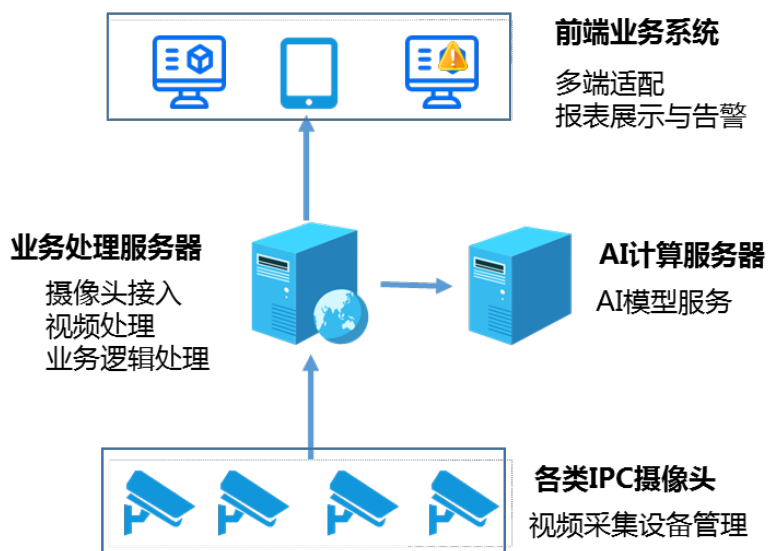 前端业务系统
多端适配
报表展示与告警
业务处理服务器
摄像头接入
视频处理
业务逻辑处理
AI计算服务器
AI模型服务
各类IPC摄像头
视频采集设备管理